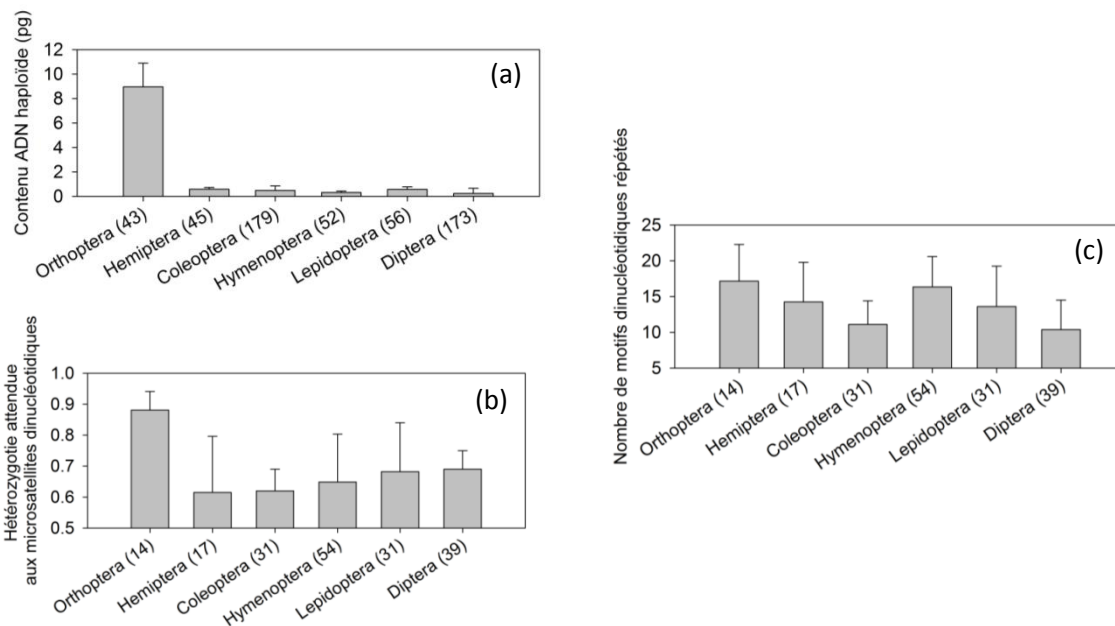 (a)
Contenu ADN haploïde (pg)
12
10
8
6
4
2
0
Orthoptera (43)
Hemiptera (45)
Coleoptera (179)
Hymenoptera (52)
Lepidoptera (56)
Diptera (173)
(b)
Hétérozygotie attendue
aux microsatellites dinucléotidiques
1.0
0.9
0.8
0.7
0.6
0.5
Orthoptera (14)
Hemiptera (17)
Coleoptera (31)
Hymenoptera (54)
Lepidoptera (31)
Diptera (39)
(c)
Nombre de motifs dinucléotidiques répétés
25
20
15
10
5
Orthoptera (14)
Hemiptera (17)
Coleoptera (31)
Hymenoptera (54)
Lepidoptera (31)
Diptera (39)